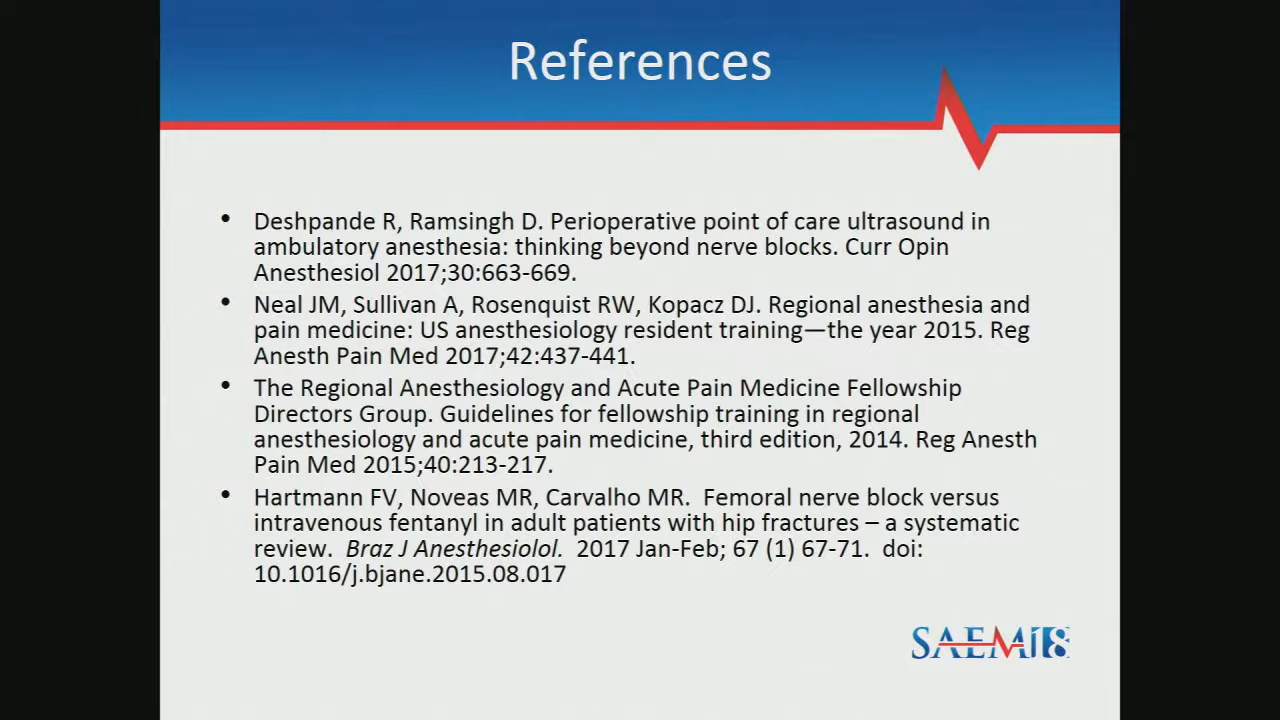 References
• Deshpande R, Ramsingh D. Perioperative point of care ultrasound in
ambulatory anesthesia: thinking beyond nerve blocks. Curr Opin
Anesthesiol 2017;30:663-669.
• Neal JM, Sullivan A, Rosenquist RW, Kopacz DJ. Regional anesthesia and
pain medicine: US anesthesiology resident training—the year 2015. Reg
Anesth Pain Med 2017;42:437-441.
• The Regional Anesthesiology and Acute Pain Medicine Fellowship
Directors Group. Guidelines for fellowship training in regional
anesthesiology and acute pain medicine, third edition, 2014. Reg Anesth
Pain Med 2015;40:213-217.
• Hartmann FV, Noveas MR, Carvalho MR.  Femoral nerve block versus
intravenous fentanyl in adult patients with hip fractures – a systematic
review.  Braz J Anesthesiolol.  2017 Jan-Feb; 67 (1) 67-71.  doi:
10.1016/j.bjane.2015.08.017
SAEM18